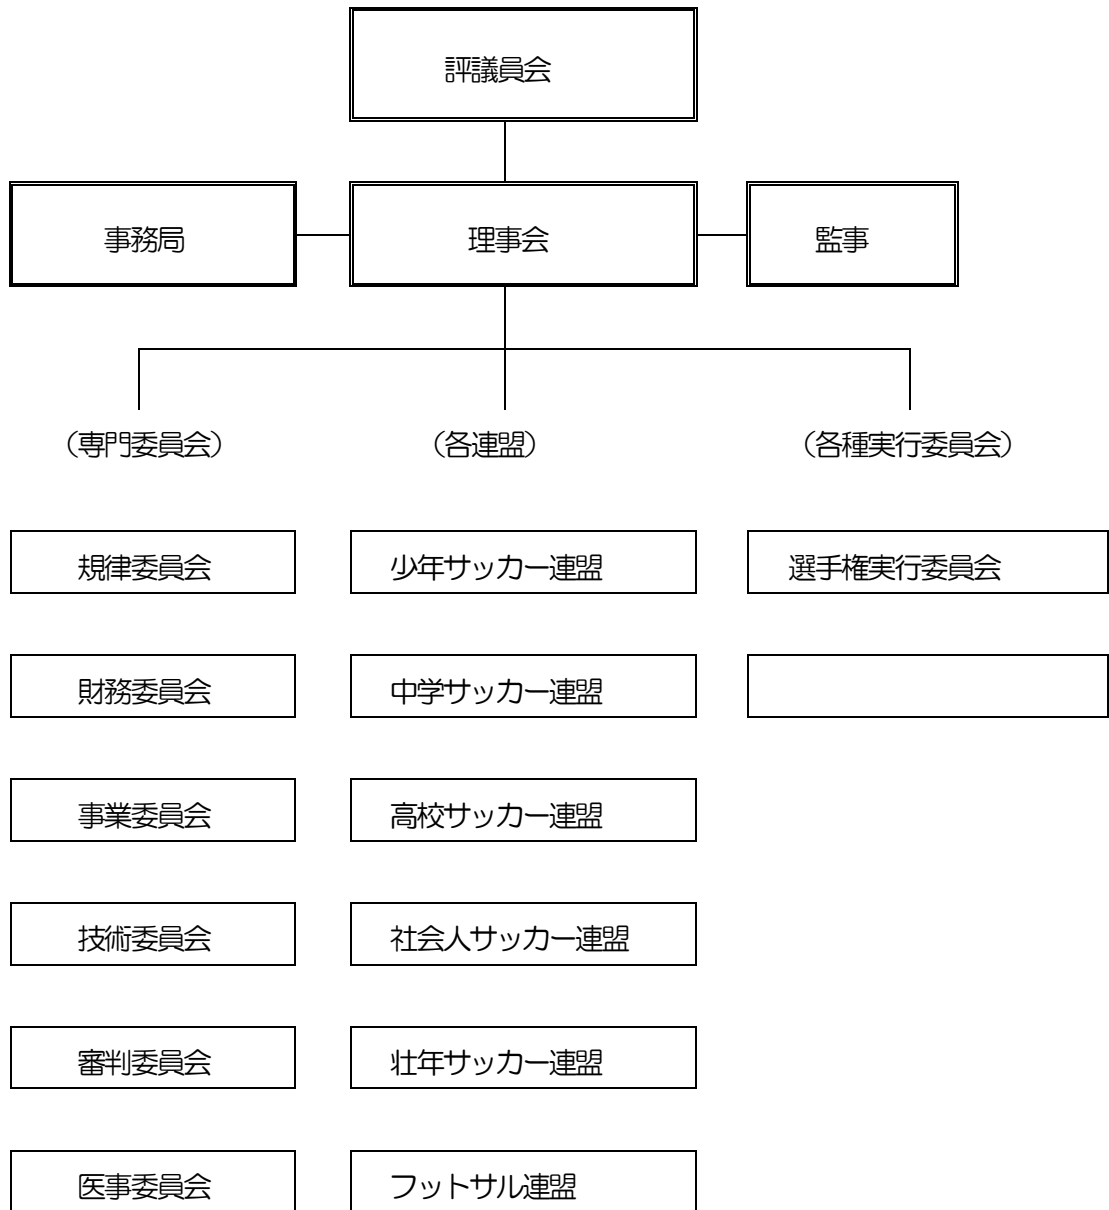 評議員会
事務局
理事会
監事
（専門委員会）
（各連盟）
（各種実行委員会）
規律委員会
少年サッカー連盟
選手権実行委員会
財務委員会
中学サッカー連盟
事業委員会
高校サッカー連盟
技術委員会
社会人サッカー連盟
審判委員会
壮年サッカー連盟
医事委員会
フットサル連盟